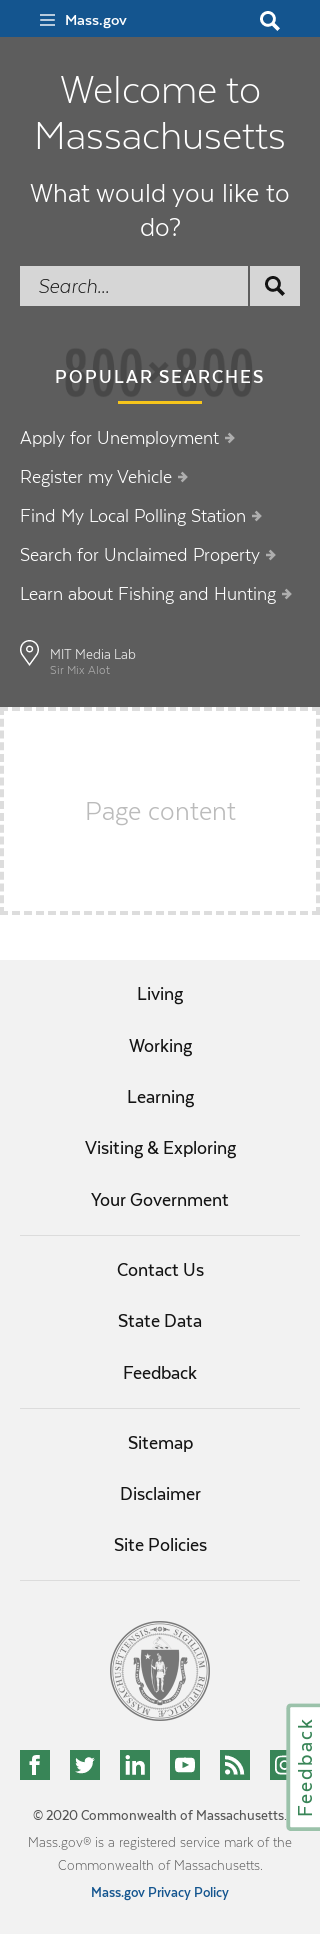 Mass.gov
Welcome to
Massachusetts
What would you like to
do?
Search...
800×800
POPULAR SEARCHES
Apply for Unemployment
Register my Vehicle
Find My Local Polling Station
Search for Unclaimed Property
Learn about Fishing and Hunting
MIT Media Lab
Sir Mix Alot
Page content
Living
Working
Learning
Visiting & Exploring
Your Government
Contact Us
State Data
Feedback
Sitemap
Disclaimer
Site Policies
Feedback
© 2020 Commonwealth of Massachusetts.
Mass.gov® is a registered service mark of the
Commonwealth of Massachusetts.
Mass.gov Privacy Policy